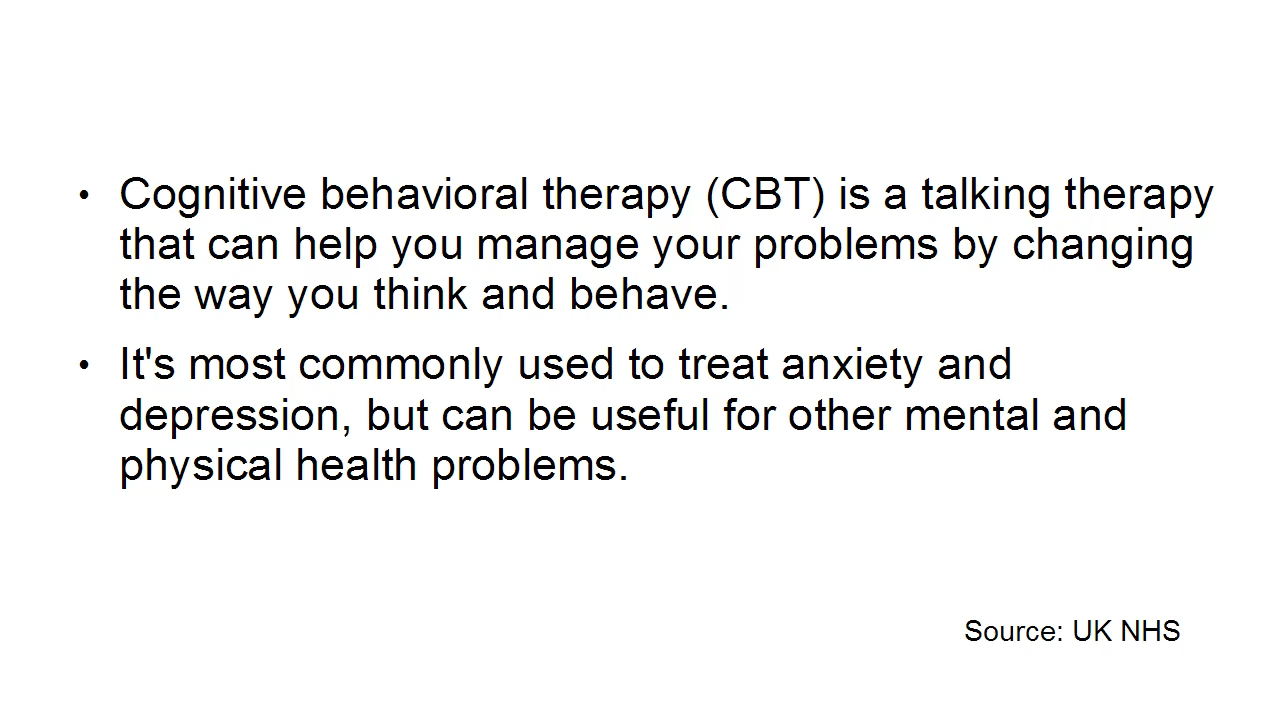 • Cognitive behavioral therapy (CBT) is a talking therapy
that can help you manage your problems by changing
the way you think and behave.
• It's most commonly used to treat anxiety and
depression, but can be useful for other mental and
physical health problems.
Source: UK NHS